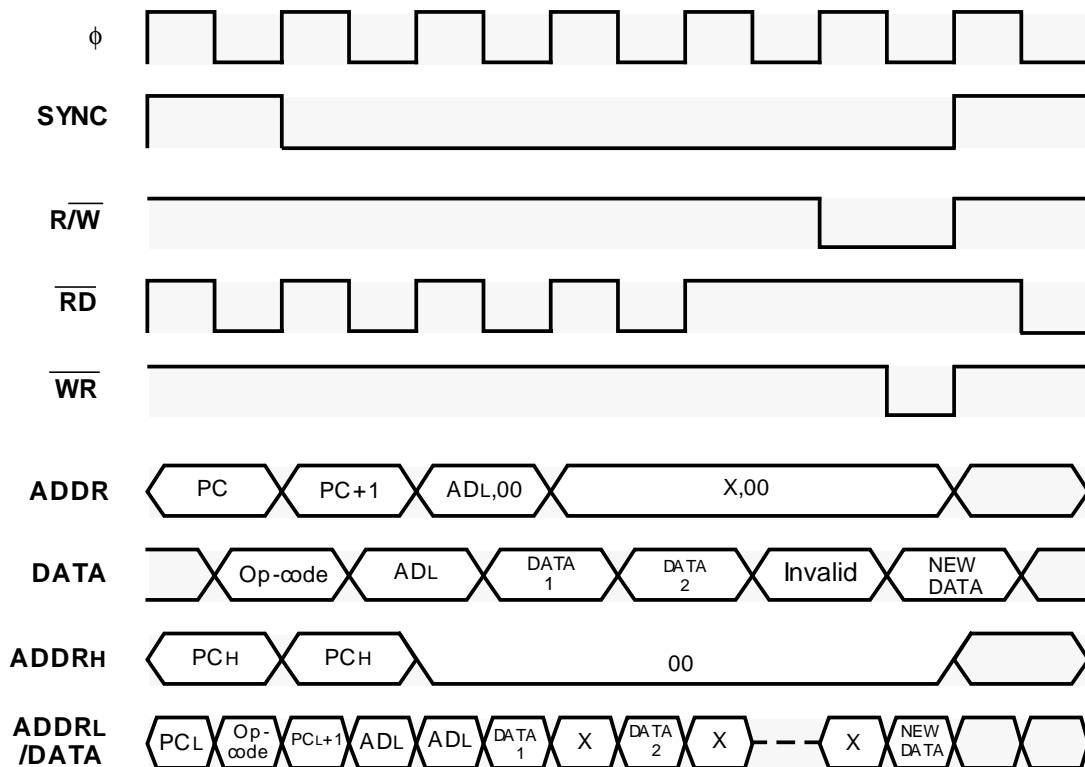 ϕ
SYNC
R/W̅
R̅D̅
W̅R̅
ADDR
PC
PC+1
ADL,00
X,00
DATA
Op-code
ADL
DATA
1
DATA
2
Invalid
NEW
DATA
ADDRH
PCH
PCH
00
ADDRL
/DATA
PCL
Op-
code
PCL+1
ADL
ADL
DATA
1
X
DATA
2
X
X
NEW
DATA